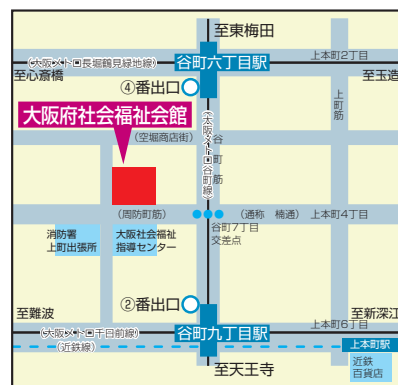 至東梅田
(大阪メトロ長堀鶴見緑地線)
谷町六丁目駅
上本町2丁目
至心斎橋
至玉造
④番出口
上町筋
大阪府社会福祉会館
(空堀商店街)
谷町筋
(大阪メトロ谷町線)
(周防町筋)
(通称 楠通)
上本町4丁目
消防署
上町出張所
大阪社会福祉
指導センター
谷町7丁目
交差点
②番出口
至難波
至新深江
上本町6丁目
(大阪メトロ千日前線)
谷町九丁目駅
(近鉄線)
上本町駅
至天王寺
近鉄
百貨店